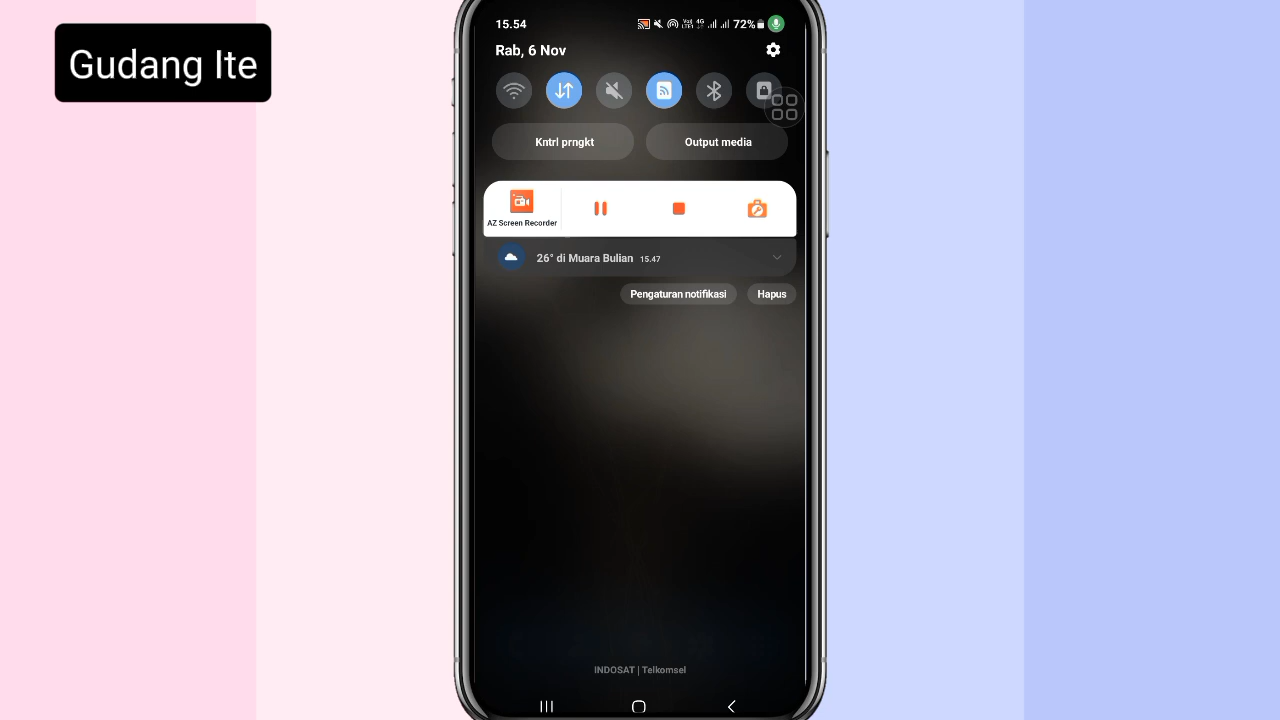 Gudang Ite
15.54 4G 72%
Rab, 6 Nov
Kntrl prngkt Output media
AZ Screen Recorder
26° di Muara Bulian 15.47
Pengaturan notifikasi Hapus
INDOSAT | Telkomsel